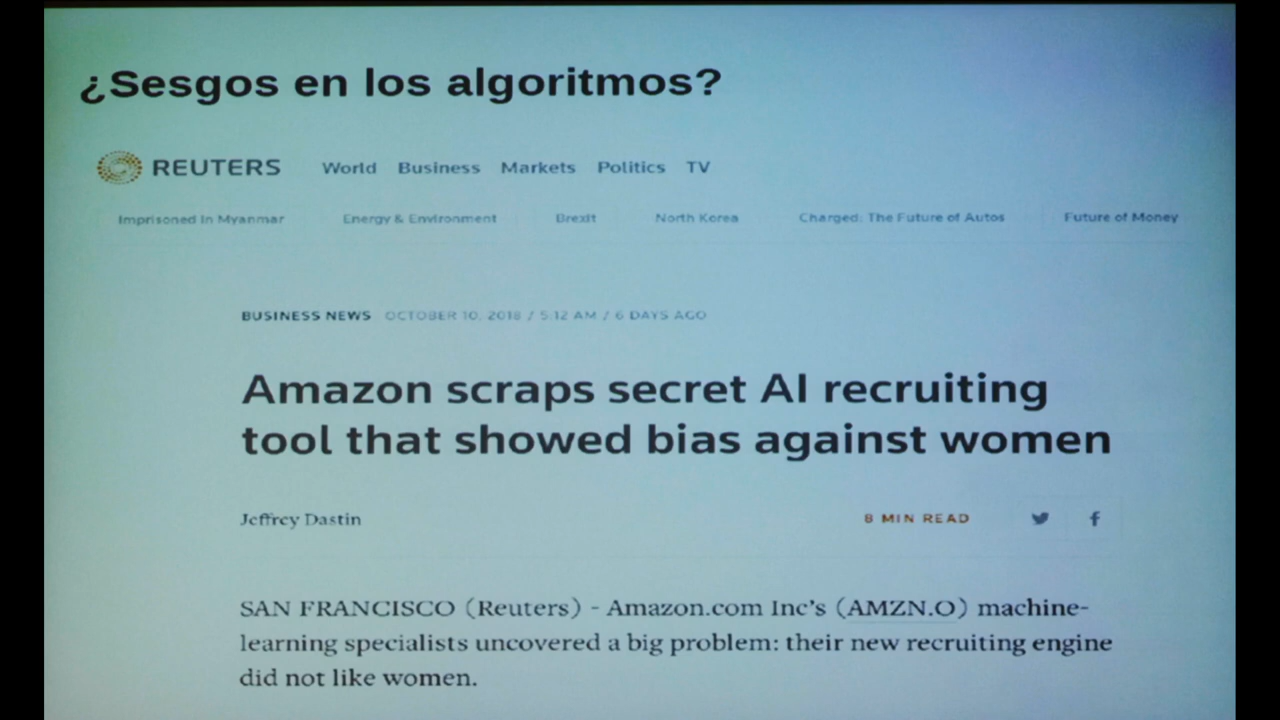 ¿Sesgos en los algoritmos?
REUTERS World Business Markets Politics TV
Imprisoned in Myanmar Energy & Environment Brexit North Korea Charged: The Future of Autos Future of Money
BUSINESS NEWS OCTOBER 10, 2018 / 5:12 AM / 6 DAYS AGO
Amazon scraps secret AI recruiting
tool that showed bias against women
Jeffrey Dastin 8 MIN READ
SAN FRANCISCO (Reuters) - Amazon.com Inc's (AMZN.O) machine-
learning specialists uncovered a big problem: their new recruiting engine
did not like women.